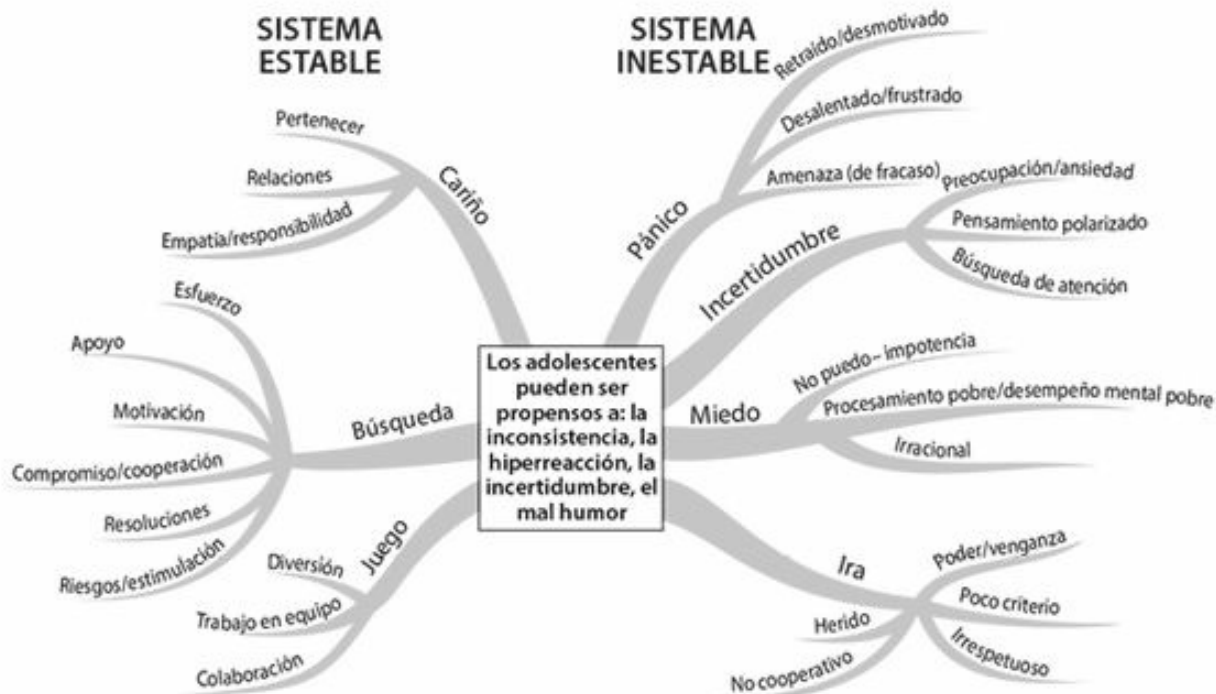 SISTEMA
ESTABLE
Pertenecer
Relaciones
Empatía/responsibilidad
Cariño
Esfuerzo
Apoyo
Motivación
Compromiso/cooperación
Resoluciones
Riesgos/estimulación
Búsqueda
Diversión
Trabajo en equipo
Colaboración
Juego
Los adolescentes
pueden ser
propensos a: la
inconsistencia, la
hiperreacción, la
incertidumbre, el
mal humor
SISTEMA
INESTABLE
Retraído/desmotivado
Desalentado/frustrado
Amenaza (de fracaso)
Pànico
Preocupación/ansiedad
Pensamiento polarizado
Búsqueda de atención
Incertidumbre
No puedo– impotencia
Procesamiento pobre/desempeño mental pobre
Irracional
Miedo
Ira
Poder/venganza
Poco criterio
Irrespetuoso
Herido
No cooperativo